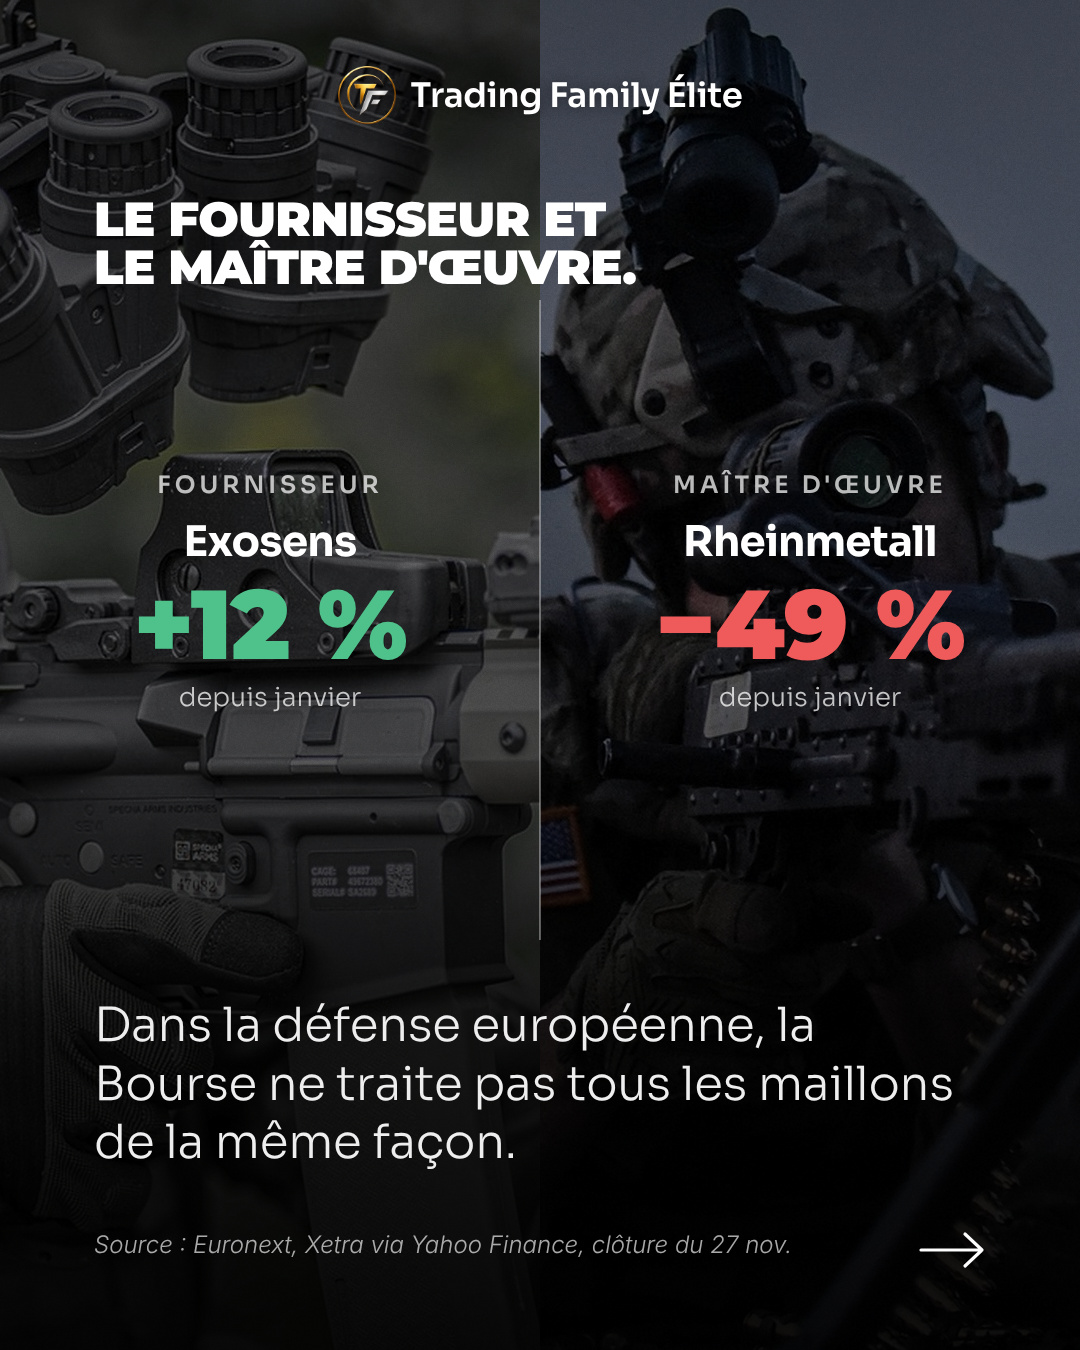 Trading Family Élite
LE FOURNISSEUR ET
LE MAÎTRE D'ŒUVRE.
FOURNISSEUR
Exosens
+12 %
depuis janvier
MAÎTRE D'ŒUVRE
Rheinmetall
−49 %
depuis janvier
SAFE
Dans la défense européenne, la
Bourse ne traite pas tous les maillons
de la même façon.
Source : Euronext, Xetra via Yahoo Finance, clôture du 27 nov.